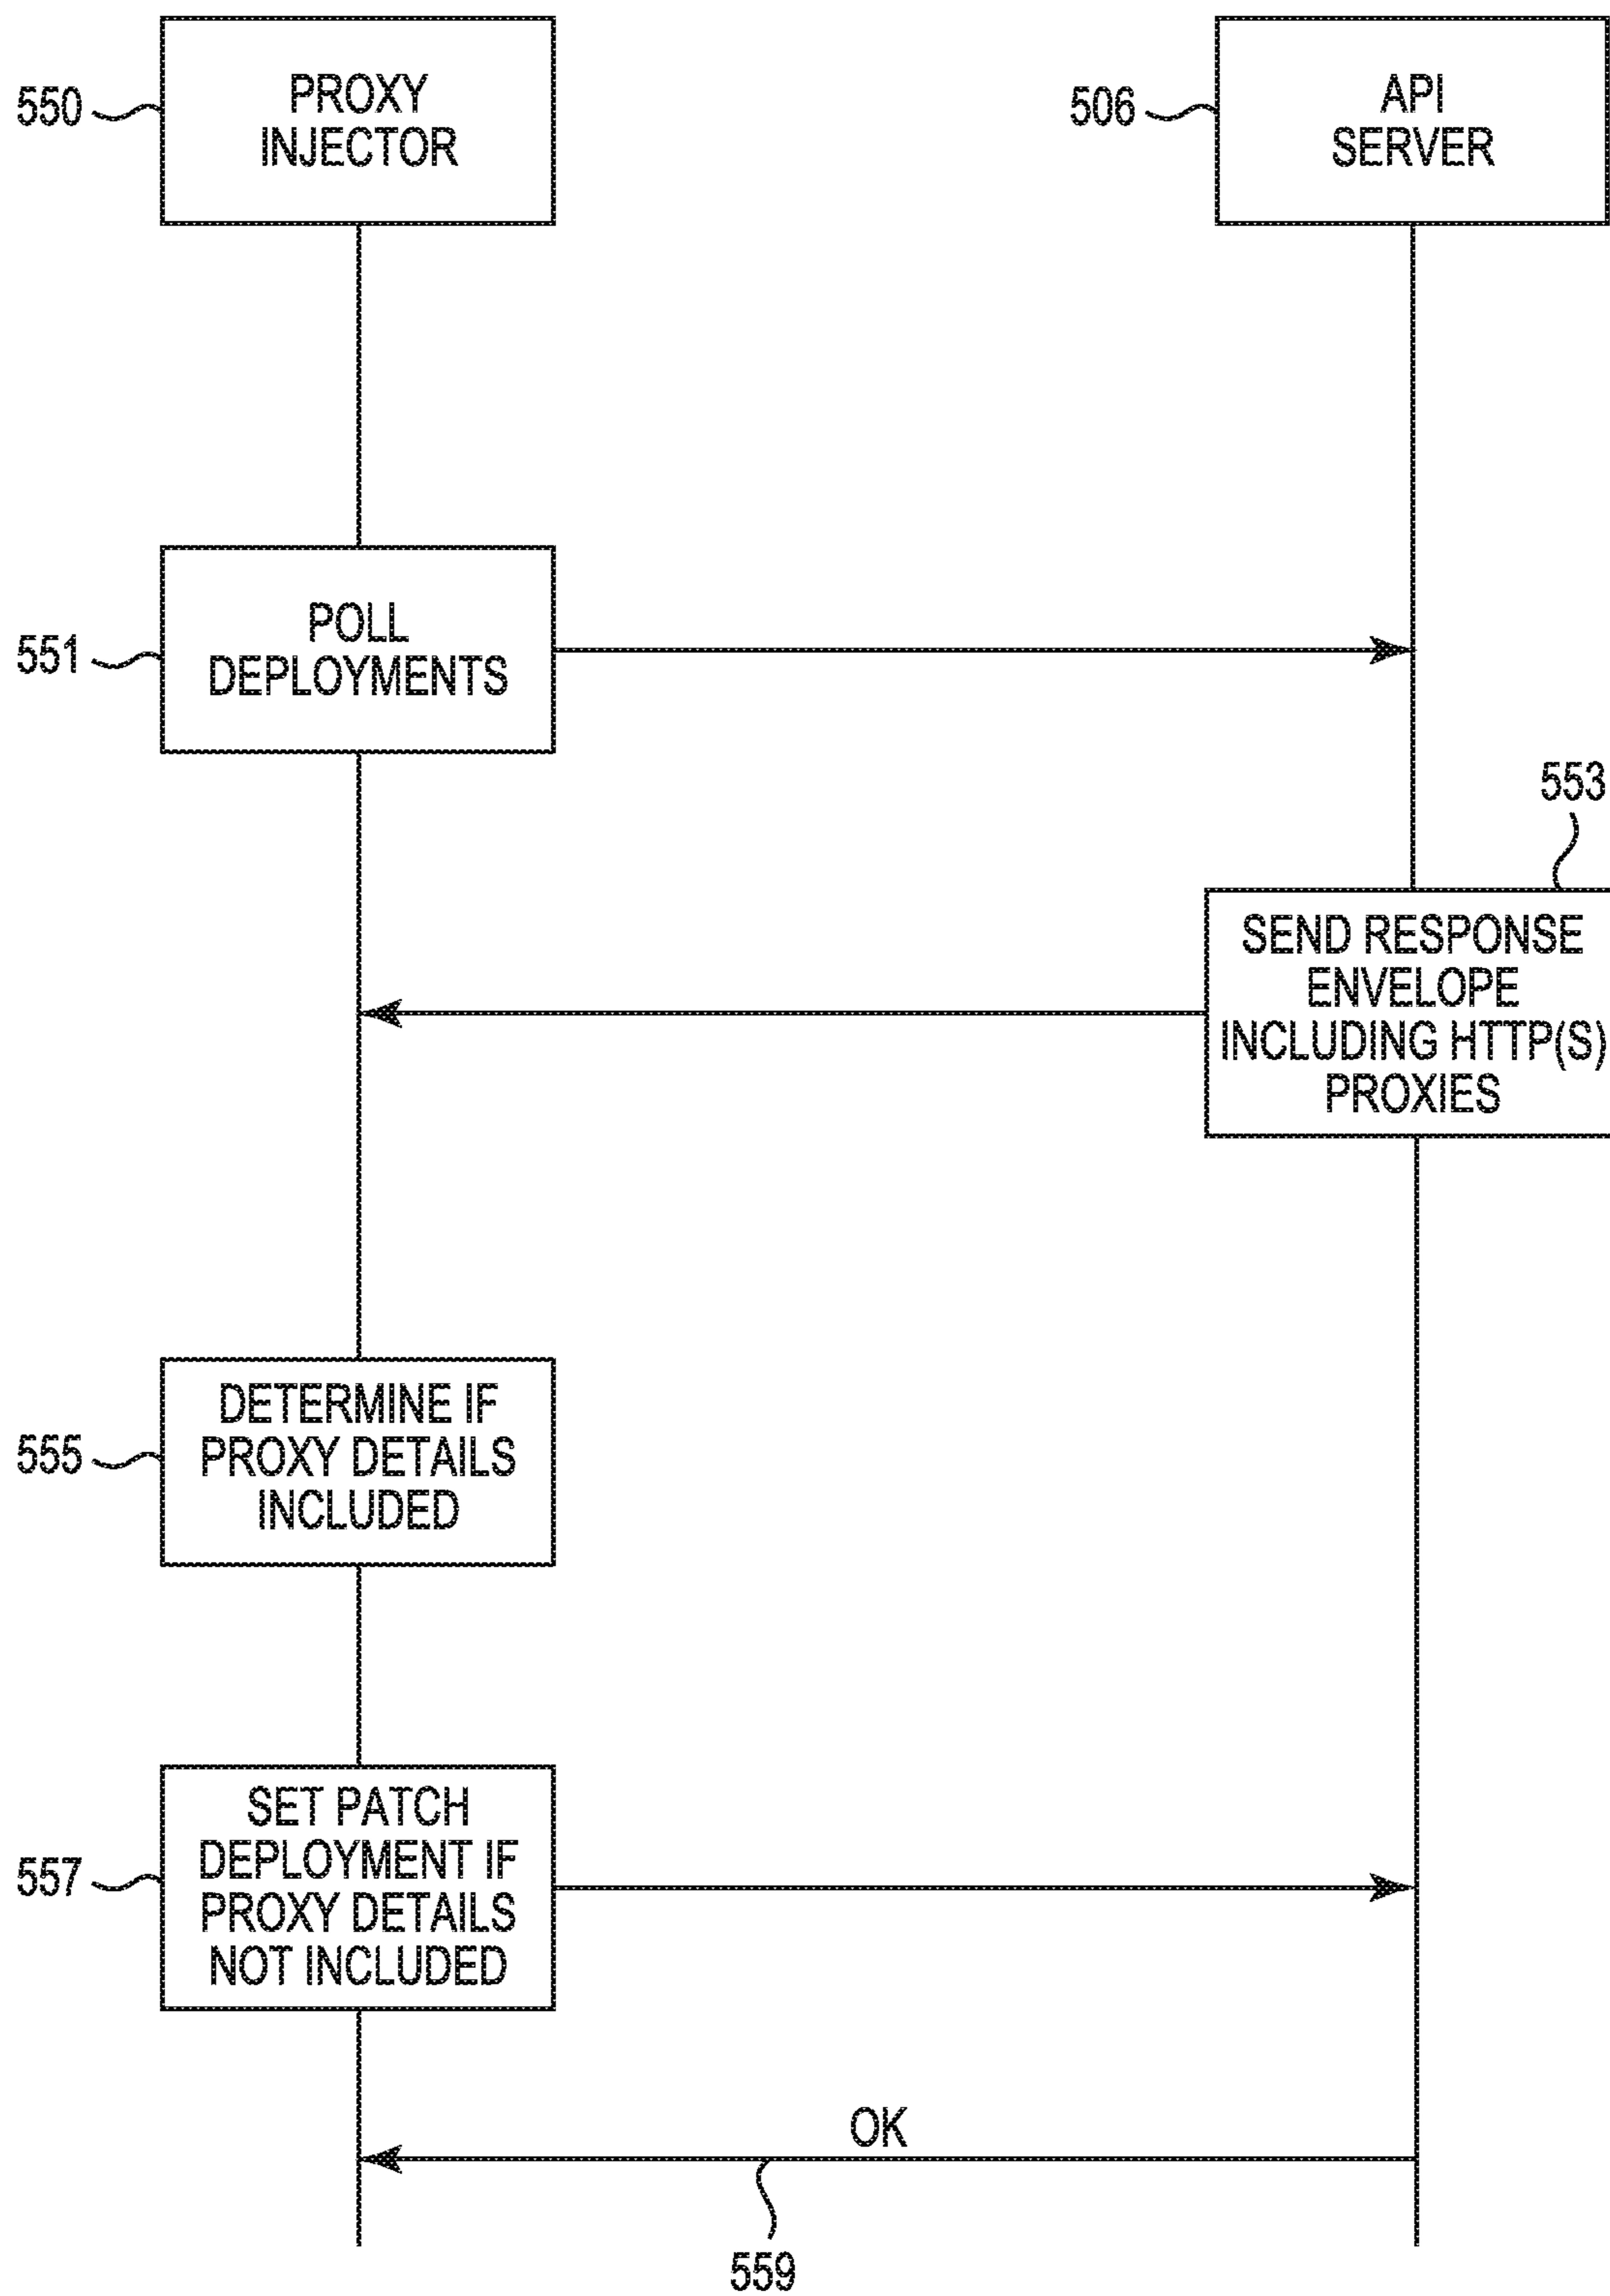 550
PROXY
INJECTOR
506
API
SERVER
551
POLL
DEPLOYMENTS
553
SEND RESPONSE
ENVELOPE
INCLUDING HTTP(S)
PROXIES
555
DETERMINE IF
PROXY DETAILS
INCLUDED
557
SET PATCH
DEPLOYMENT IF
PROXY DETAILS
NOT INCLUDED
OK
559